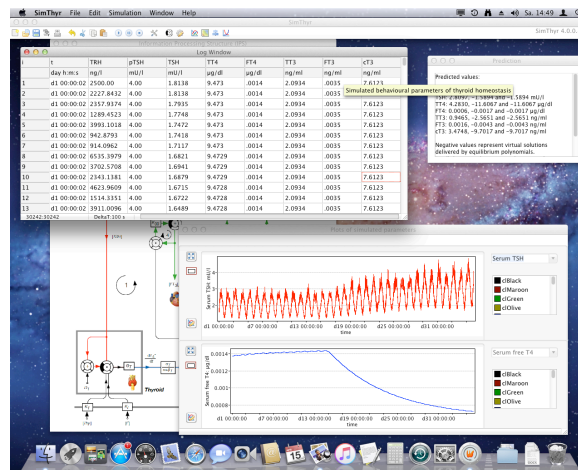 SimThyr File Edit Simulation Window Help Sa. 14:49
SimThyr
SimThyr 4.0.0
Log Window
i t TRH pTSH TSH TT4 FT4 TT3 FT3 cT3
day h:m:s ng/l mU/l mU/l µg/dl ng/dl ng/ml ng/ml ng/ml
1 d1 00:00:02 2500.00 4.00 1.8138 9.473 .0014 2.0934 .0035
Simulated behavioural parameters of thyroid homeostasis
2 d1 00:00:02 2227.8432 4.00 1.8138 9.473 .0014 2.0934 .0035 7.6123
3 d1 00:00:02 2357.9374 4.00 1.7935 9.473 .0014 2.0934 .0035 7.6123
4 d1 00:00:02 1289.4523 4.00 1.7748 9.473 .0014 2.0934 .0035 7.6123
5 d1 00:00:02 3993.1018 4.00 1.7472 9.473 .0014 2.0934 .0035 7.6123
6 d1 00:00:02 942.8793 4.00 1.7418 9.473 .0014 2.0934 .0035 7.6123
7 d1 00:00:02 914.0962 4.00 1.7117 9.473 .0014 2.0934 .0035 7.6123
8 d1 00:00:02 6535.3979 4.00 1.6821 9.4729 .0014 2.0934 .0035 7.6123
9 d1 00:00:02 3702.5708 4.00 1.6941 9.4729 .0014 2.0934 .0035 7.6123
10 d1 00:00:02 2343.1381 4.00 1.6879 9.4729 .0014 2.0934 .0035 7.6123
11 d1 00:00:02 4623.9609 4.00 1.6715 9.4728 .0014 2.0934 .0035 7.6123
12 d1 00:00:02 1514.3351 4.00 1.6722 9.4728 .0014 2.0934 .0035 7.6123
13 d1 00:00:02 3911.0096 4.00 1.6489 9.4728 .0014 2.0934 .0035 7.6123
30242:30242 DeltaT:100 s
Prediction
Predicted values:
FT4: 0.0006, -0.0017 und -0.0017 µg/dl
TT3: 0.9465, -2.5651 und -2.5651 ng/ml
FT3: 0.0016, -0.0043 und -0.0043 ng/ml
cT3: 3.4748, -9.7017 und -9.7017 ng/ml
Negative values represent virtual solutions
delivered by equilibrium polynomials.
Plots of simulated parameters
Serum TSH
Serum TSH: mU/l
4
2
d1 00:00:00 d7 00:00:00 d13 00:00:00 d19 00:00:00 d25 00:00:00 d31 00:00:00
time
clBlack
clMaroon
clGreen
clOlive
Serum free T4
Serum free T4: µg/dl
0.0014
0.0012
0.001
0.0008
d1 00:00:00 d7 00:00:00 d13 00:00:00 d19 00:00:00 d25 00:00:00 d31 00:00:00
time
clBlack
clMaroon
clGreen
clOlive
1
Thyroid
15